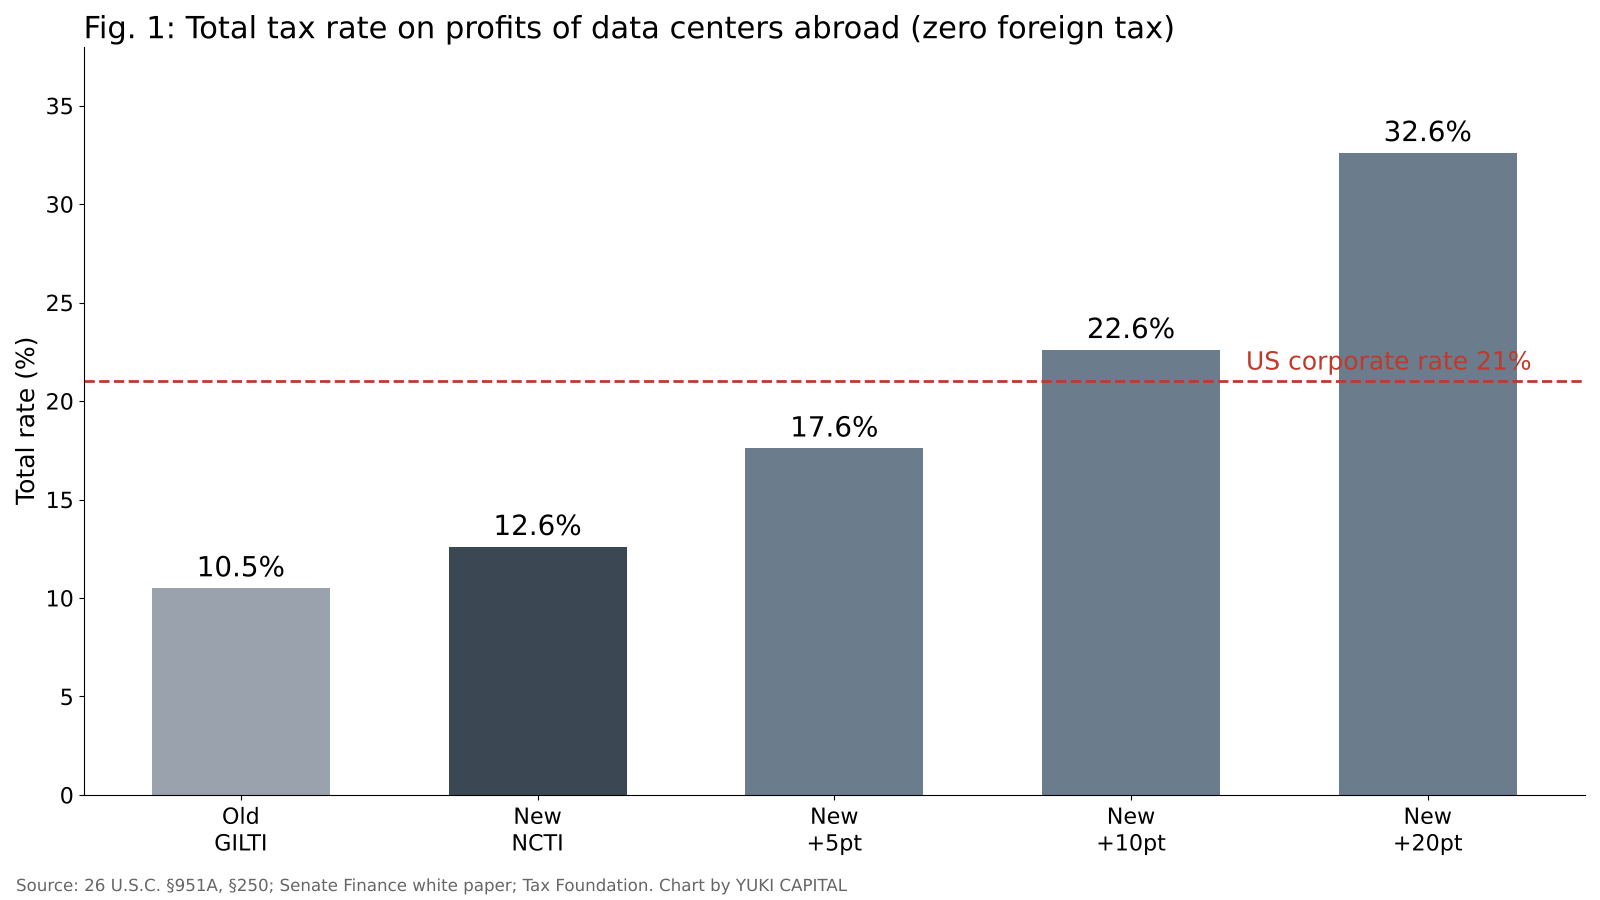 Fig. 1: Total tax rate on profits of data centers abroad (zero foreign tax)
Total rate (%)
35
30
25
20
15
10
5
0
10.5%
12.6%
17.6%
22.6%
32.6%
US corporate rate 21%
Old
GILTI
New
NCTI
New
+5pt
New
+10pt
New
+20pt
Source: 26 U.S.C. §951A, §250; Senate Finance white paper; Tax Foundation. Chart by YUKI CAPITAL